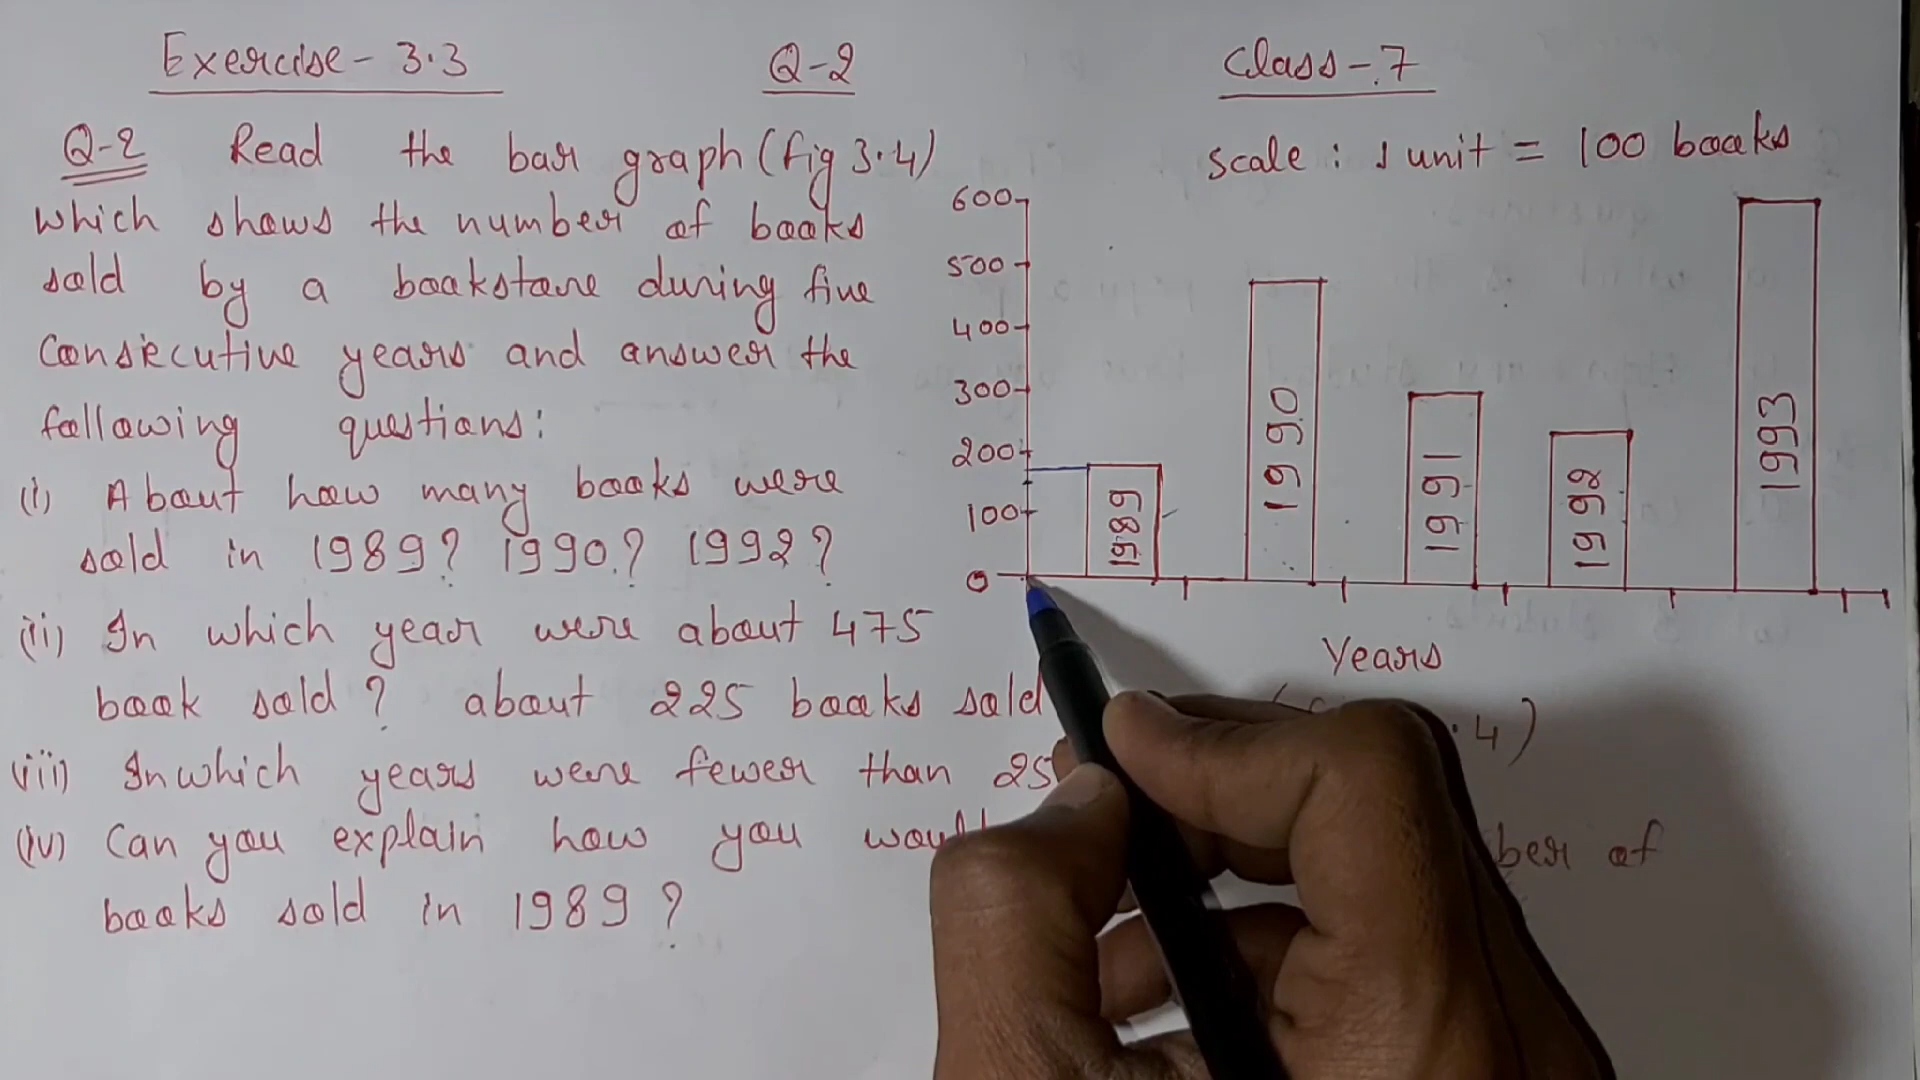 Exercise - 3.3
Q-2
Class - 7
Q-2 Read the bar graph (fig 3.4)
which shows the number of books
sold by a bookstore during five
Consecutive years and answer the
following questions:
(i) About how many books were
sold in 1989? 1990? 1992?
(ii) In which year were about 475
book sold? about 225 books sold
(iii) In which years were fewer than 25
(iv) Can you explain how you
books sold in 1989?
scale: 1 unit = 100 books
600
500
400
300
200
100
0
1989
1990
1991
1992
1993
Years
.4)
of